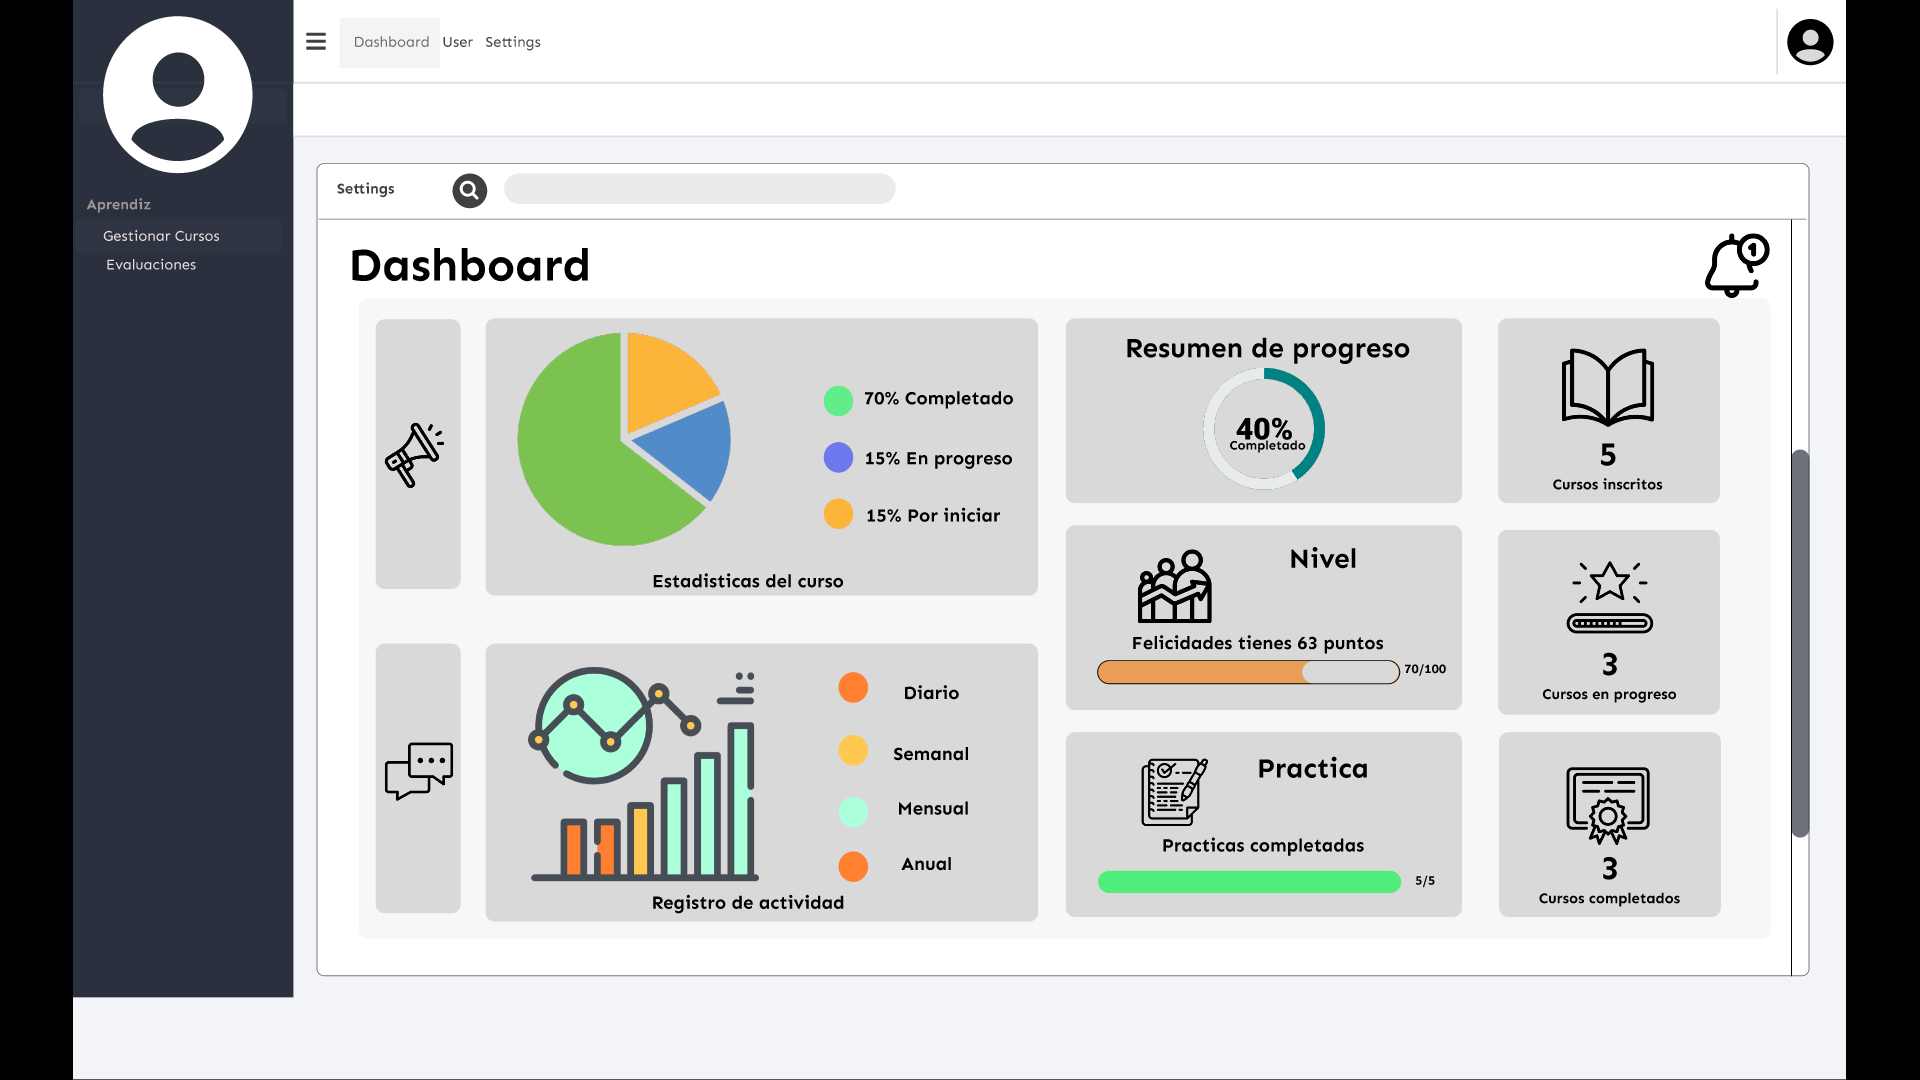 Dashboard User Settings
Aprendiz
Gestionar Cursos
Evaluaciones
Settings
Dashboard
1
70% Completado
15% En progreso
15% Por iniciar
Estadisticas del curso
Resumen de progreso
40%
Completado
5
Cursos inscritos
Nivel
Felicidades tienes 63 puntos
70/100
3
Cursos en progreso
Diario
Semanal
Mensual
Anual
Registro de actividad
Practica
Practicas completadas
5/5
3
Cursos completados